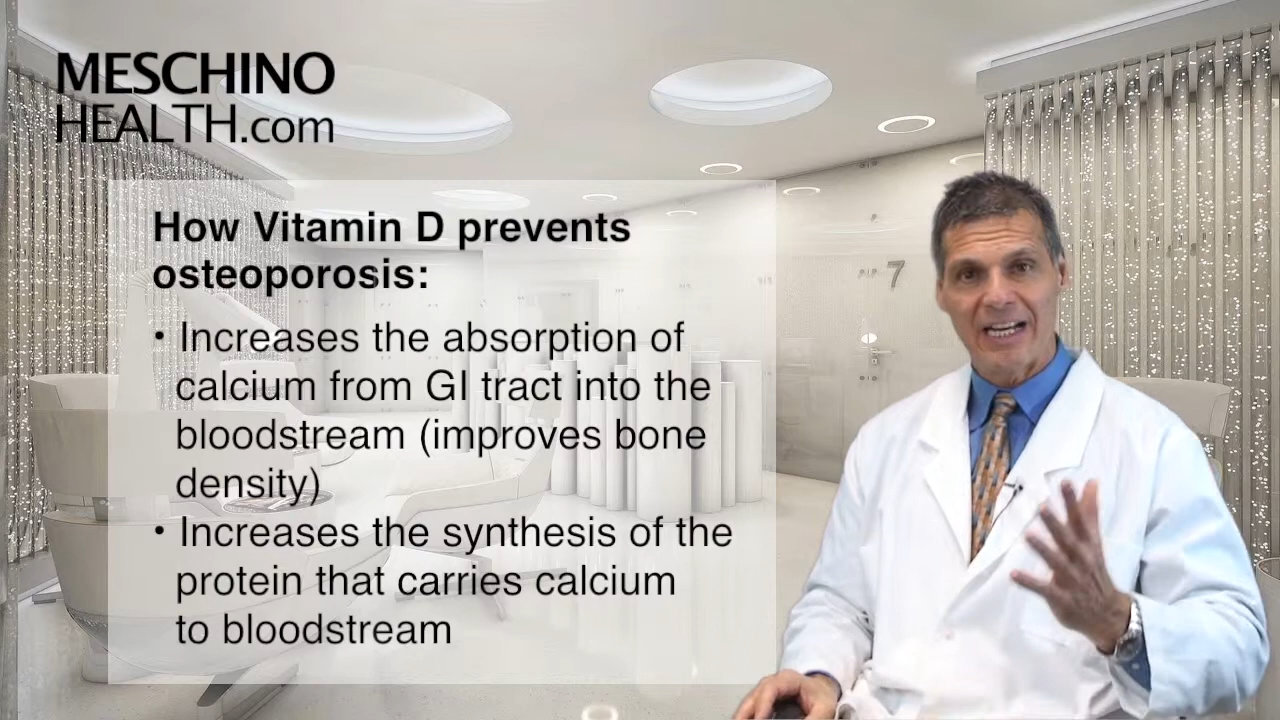 MESCHINO
HEALTH.com
How Vitamin D prevents
osteoporosis:
• Increases the absorption of
calcium from GI tract into the
bloodstream (improves bone
density)
• Increases the synthesis of the
protein that carries calcium
to bloodstream
7